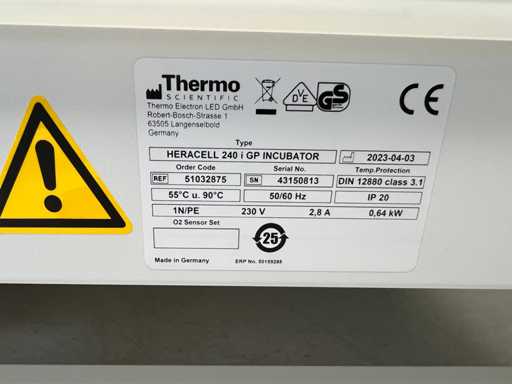 Thermo
SCIENTIFIC
Thermo Electron LED GmbH
Robert-Bosch-Strasse 1
63505 Langenselbold
Germany
VDE
GS
CE
Type
HERACELL 240 i GP INCUBATOR
2023-04-03
Order Code Serial No. Temp.Protection
REF 51032875 SN 43150813 DIN 12880 class 3.1
55°C u. 90°C 50/60 Hz IP 20
1N/PE 230 V 2,8 A 0,64 kW
O2 Sensor Set
25
Made in Germany
ERP No. 50159285